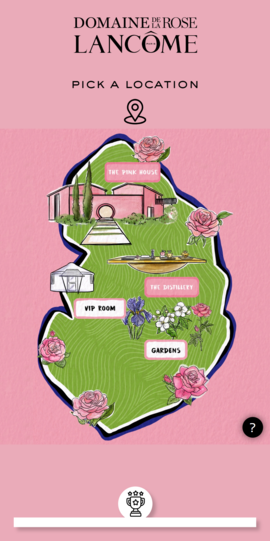 DOMAINE DE LA ROSE
LANCÔME
PICK A LOCATION
THE PINK HOUSE
THE DISTILLERY
VIP ROOM
GARDENS
?